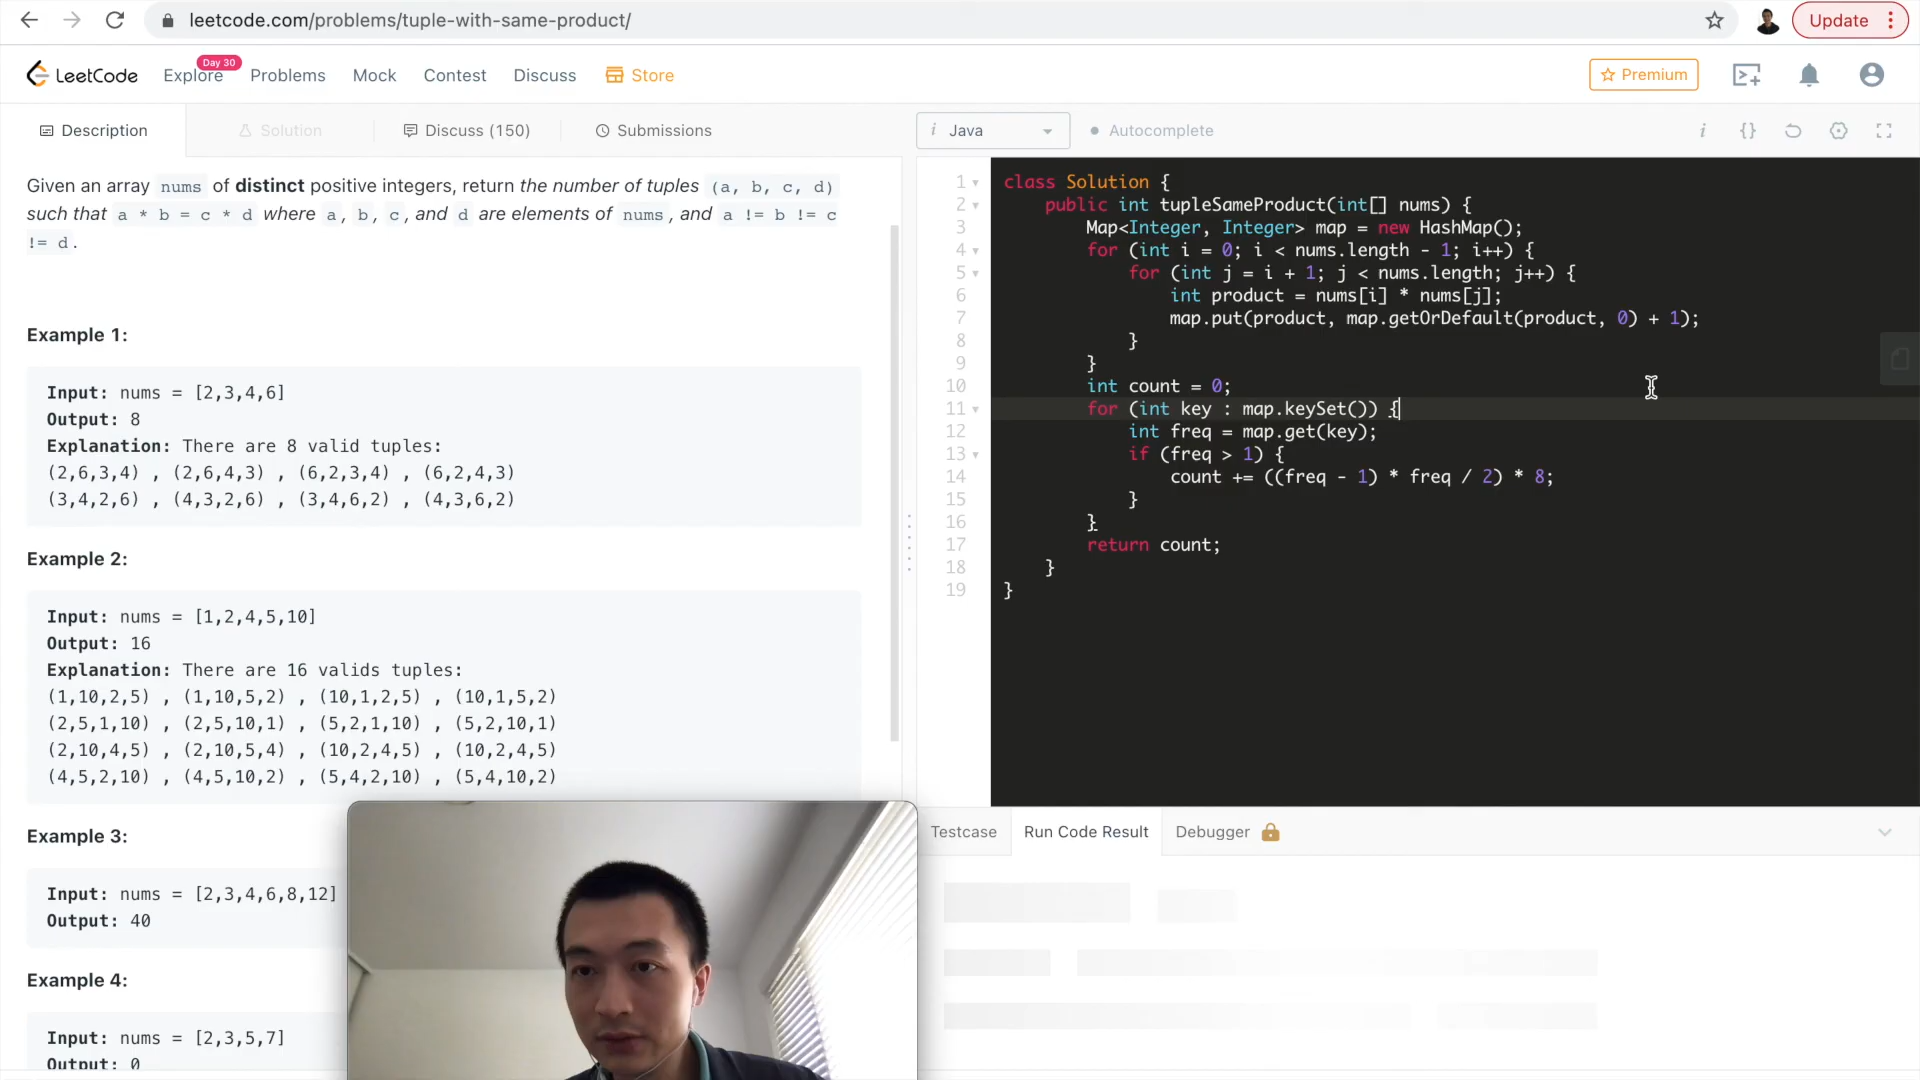 leetcode.com/problems/tuple-with-same-product/
Update
LeetCode
Explore
Day 30
Problems
Mock
Contest
Discuss
Store
Premium
Description
Solution
Discuss (150)
Submissions
i Java
Autocomplete
i {}
Given an array nums of distinct positive integers, return the number of tuples (a, b, c, d)
such that a * b = c * d where a, b, c, and d are elements of nums, and a != b != c
!= d.
Example 1:
Input: nums = [2,3,4,6]
Output: 8
Explanation: There are 8 valid tuples:
(2,6,3,4) , (2,6,4,3) , (6,2,3,4) , (6,2,4,3)
(3,4,2,6) , (4,3,2,6) , (3,4,6,2) , (4,3,6,2)
Example 2:
Input: nums = [1,2,4,5,10]
Output: 16
Explanation: There are 16 valids tuples:
(1,10,2,5) , (1,10,5,2) , (10,1,2,5) , (10,1,5,2)
(2,5,1,10) , (2,5,10,1) , (5,2,1,10) , (5,2,10,1)
(2,10,4,5) , (2,10,5,4) , (10,2,4,5) , (10,2,4,5)
(4,5,2,10) , (4,5,10,2) , (5,4,2,10) , (5,4,10,2)
Example 3:
Input: nums = [2,3,4,6,8,12]
Output: 40
Example 4:
Input: nums = [2,3,5,7]
Output: 0
1 class Solution {
2 public int tupleSameProduct(int[] nums) {
3 Map<Integer, Integer> map = new HashMap();
4 for (int i = 0; i < nums.length - 1; i++) {
5 for (int j = i + 1; j < nums.length; j++) {
6 int product = nums[i] * nums[j];
7 map.put(product, map.getOrDefault(product, 0) + 1);
8 }
9 }
10 int count = 0;
11 for (int key : map.keySet()) {
12 int freq = map.get(key);
13 if (freq > 1) {
14 count += ((freq - 1) * freq / 2) * 8;
15 }
16 }
17 return count;
18 }
19 }
Testcase
Run Code Result
Debugger